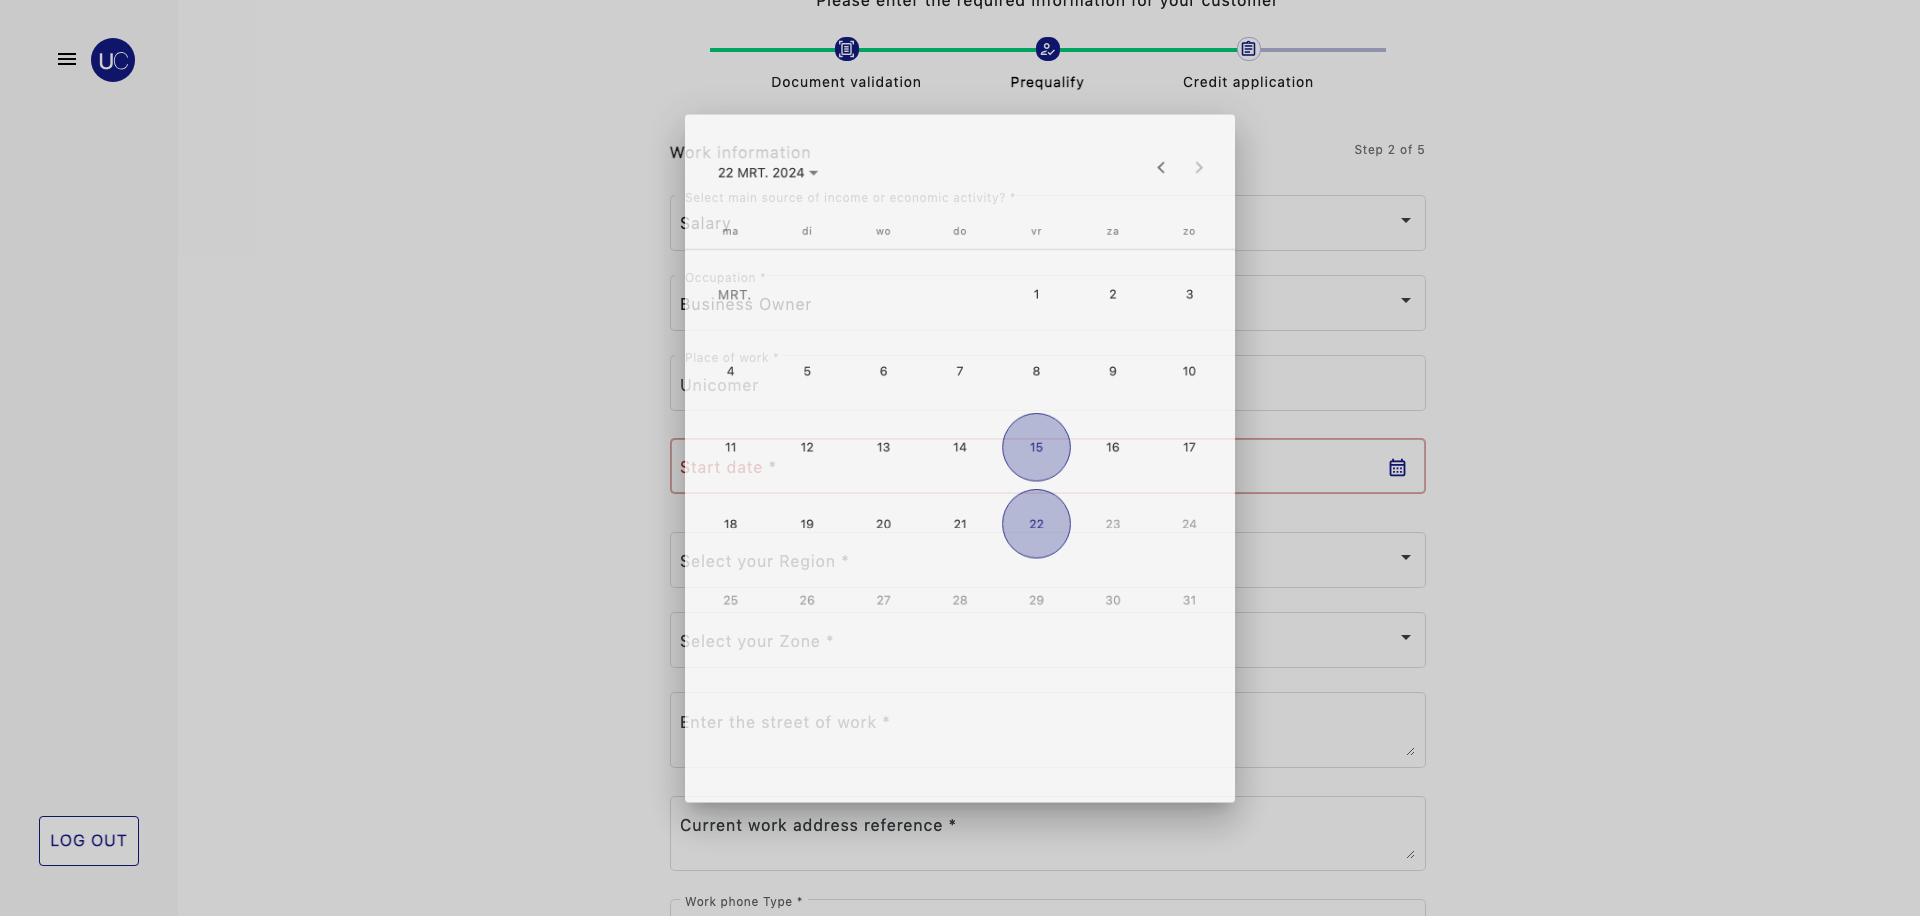 Please enter the required information for your customer
UC
Document validation
Prequalify
Credit application
Work information
Step 2 of 5
22 MRT. 2024
Select main source of income or economic activity? *
Salary
ma di wo do vr za zo
Occupation *
MRT. 1 2 3
Business Owner
Place of work *
4 5 6 7 8 9 10
Unicomer
11 12 13 14 15 16 17
Start date *
18 19 20 21 22 23 24
Select your Region *
25 26 27 28 29 30 31
Select your Zone *
Enter the street of work *
Current work address reference *
LOG OUT
Work phone Type *